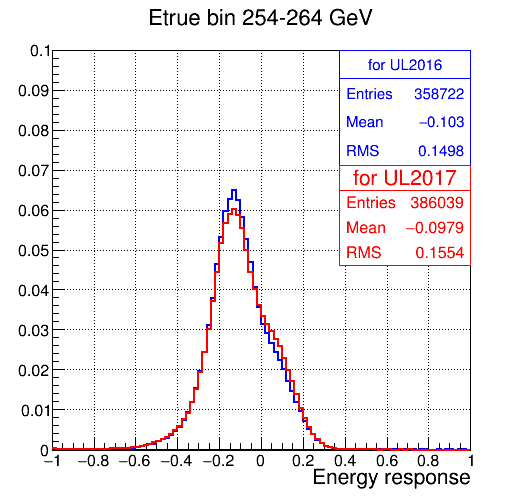 Etrue bin 254-264 GeV
for UL2016
Entries 358722
Mean −0.103
RMS 0.1498
for UL2017
Entries 386039
Mean −0.0979
RMS 0.1554
0.1
0.09
0.08
0.07
0.06
0.05
0.04
0.03
0.02
0.01
0
−1 −0.8 −0.6 −0.4 −0.2 0 0.2 0.4 0.6 0.8 1
Energy response